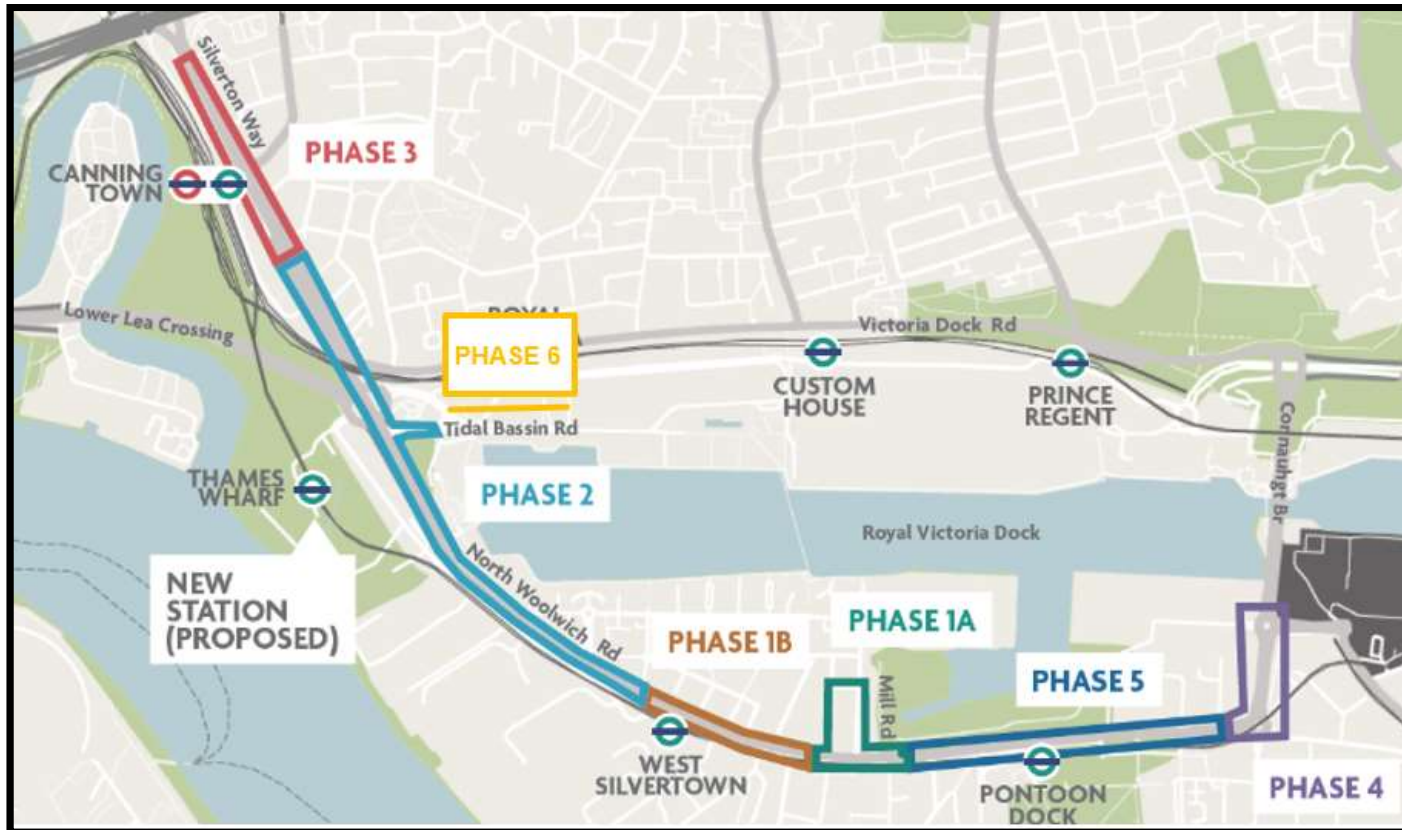 Silverton Way
PHASE 3
CANNING
TOWN
Lower Lea Crossing
ROYAL
PHASE 6
Victoria Dock Rd
CUSTOM
HOUSE
PRINCE
REGENT
Tidal Bassin Rd
Cornauhgt Br
THAMES
WHARF
PHASE 2
Royal Victoria Dock
NEW
STATION
(PROPOSED)
North Woolwich Rd
PHASE 1B
PHASE 1A
Mill Rd
PHASE 5
WEST
SILVERTOWN
PONTOON
DOCK
PHASE 4